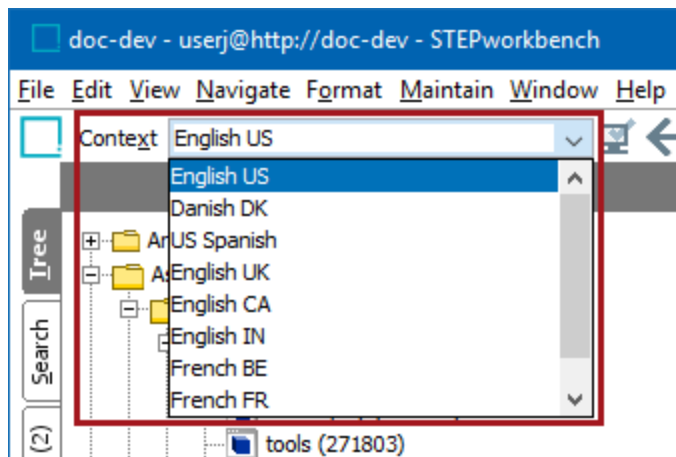 doc-dev - userj@http://doc-dev - STEPworkbench
File Edit View Navigate Format Maintain Window Help
Context English US
English US
Danish DK
Ar US Spanish
As English UK
English CA
English IN
French BE
French FR
tools (271803)
Tree
Search
(2)